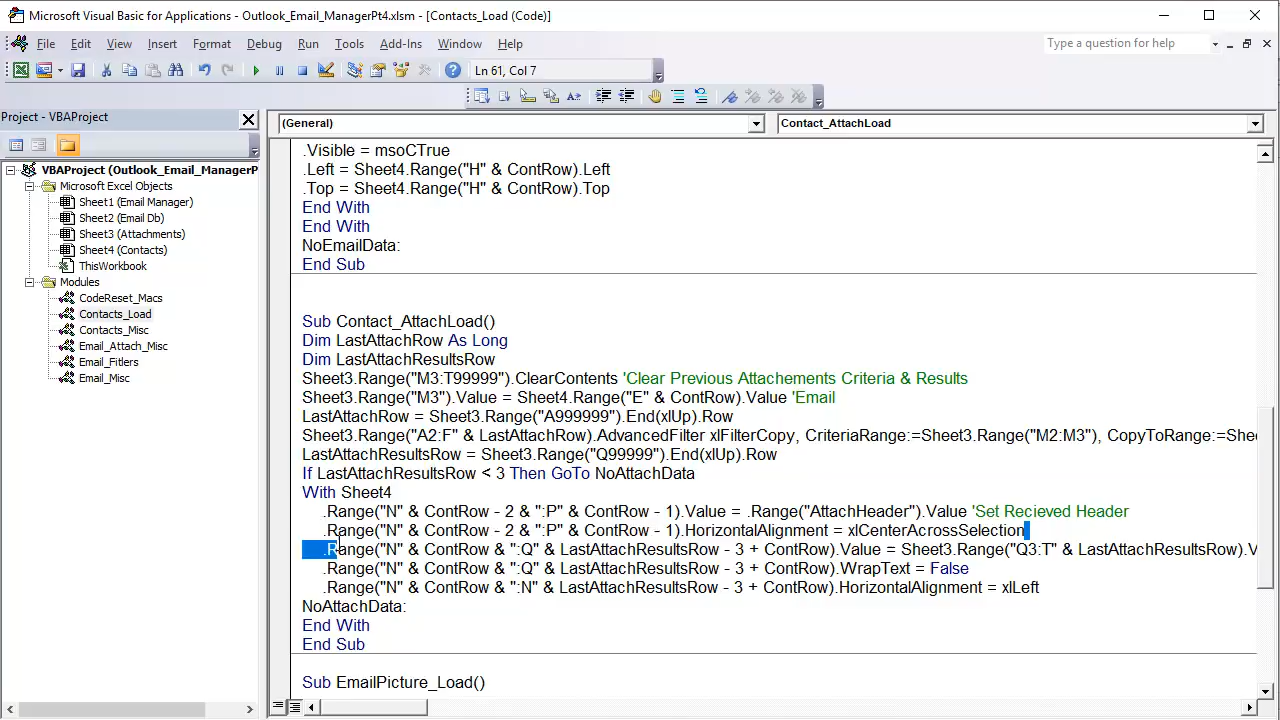 Microsoft Visual Basic for Applications - Outlook_Email_ManagerPt4.xlsm - [Contacts_Load (Code)]
File Edit View Insert Format Debug Run Tools Add-Ins Window Help
Type a question for help
Ln 61, Col 7
Project - VBAProject
(General)
Contact_AttachLoad
VBAProject (Outlook_Email_ManagerP
Microsoft Excel Objects
Sheet1 (Email Manager)
Sheet2 (Email Db)
Sheet3 (Attachments)
Sheet4 (Contacts)
ThisWorkbook
Modules
CodeReset_Macs
Contacts_Load
Contacts_Misc
Email_Attach_Misc
Email_Fitlers
Email_Misc
.Visible = msoCTrue
.Left = Sheet4.Range("H" & ContRow).Left
.Top = Sheet4.Range("H" & ContRow).Top
End With
End With
NoEmailData:
End Sub
Sub Contact_AttachLoad()
Dim LastAttachRow As Long
Dim LastAttachResultsRow
Sheet3.Range("M3:T99999").ClearContents 'Clear Previous Attachements Criteria & Results
Sheet3.Range("M3").Value = Sheet4.Range("E" & ContRow).Value 'Email
LastAttachRow = Sheet3.Range("A999999").End(xlUp).Row
Sheet3.Range("A2:F" & LastAttachRow).AdvancedFilter xlFilterCopy, CriteriaRange:=Sheet3.Range("M2:M3"), CopyToRange:=She
LastAttachResultsRow = Sheet3.Range("Q99999").End(xlUp).Row
If LastAttachResultsRow < 3 Then GoTo NoAttachData
With Sheet4
.Range("N" & ContRow - 2 & ":P" & ContRow - 1).Value = .Range("AttachHeader").Value 'Set Recieved Header
.Range("N" & ContRow - 2 & ":P" & ContRow - 1).HorizontalAlignment = xlCenterAcrossSelection
.Range("N" & ContRow & ":Q" & LastAttachResultsRow - 3 + ContRow).Value = Sheet3.Range("Q3:T" & LastAttachResultsRow).V
.Range("N" & ContRow & ":Q" & LastAttachResultsRow - 3 + ContRow).WrapText = False
.Range("N" & ContRow & ":N" & LastAttachResultsRow - 3 + ContRow).HorizontalAlignment = xlLeft
NoAttachData:
End With
End Sub
Sub EmailPicture_Load()